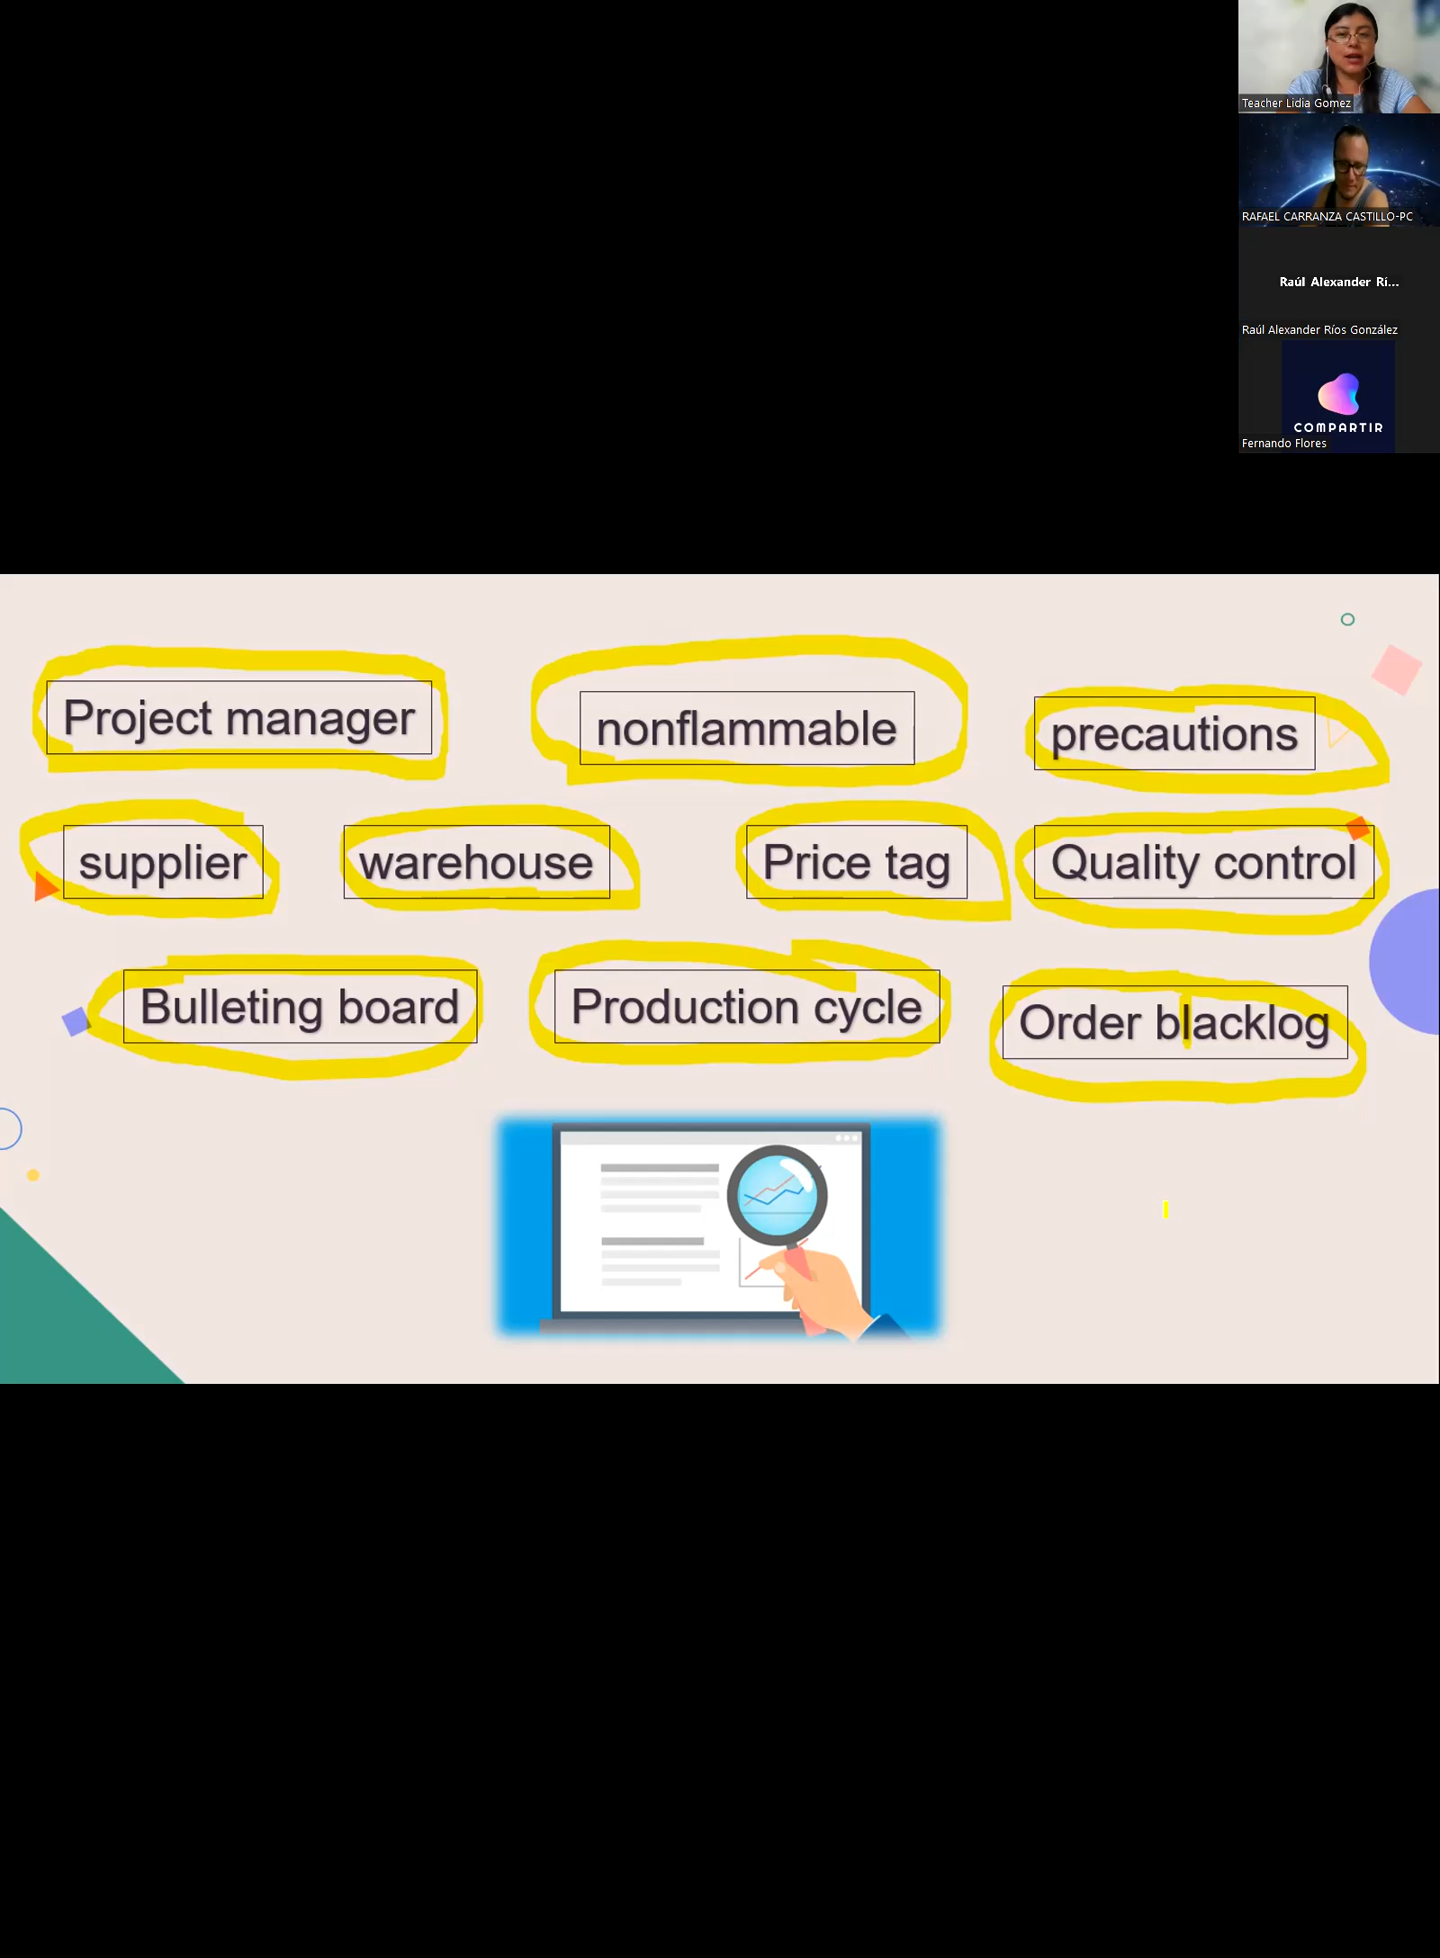 Teacher Lidia Gomez
RAFAEL CARRANZA CASTILLO-PC
Raúl Alexander Rí...
Raúl Alexander Ríos González
COMPARTIR
Fernando Flores
Project manager
nonflammable
precautions
supplier
warehouse
Price tag
Quality control
Bulleting board
Production cycle
Order blacklog